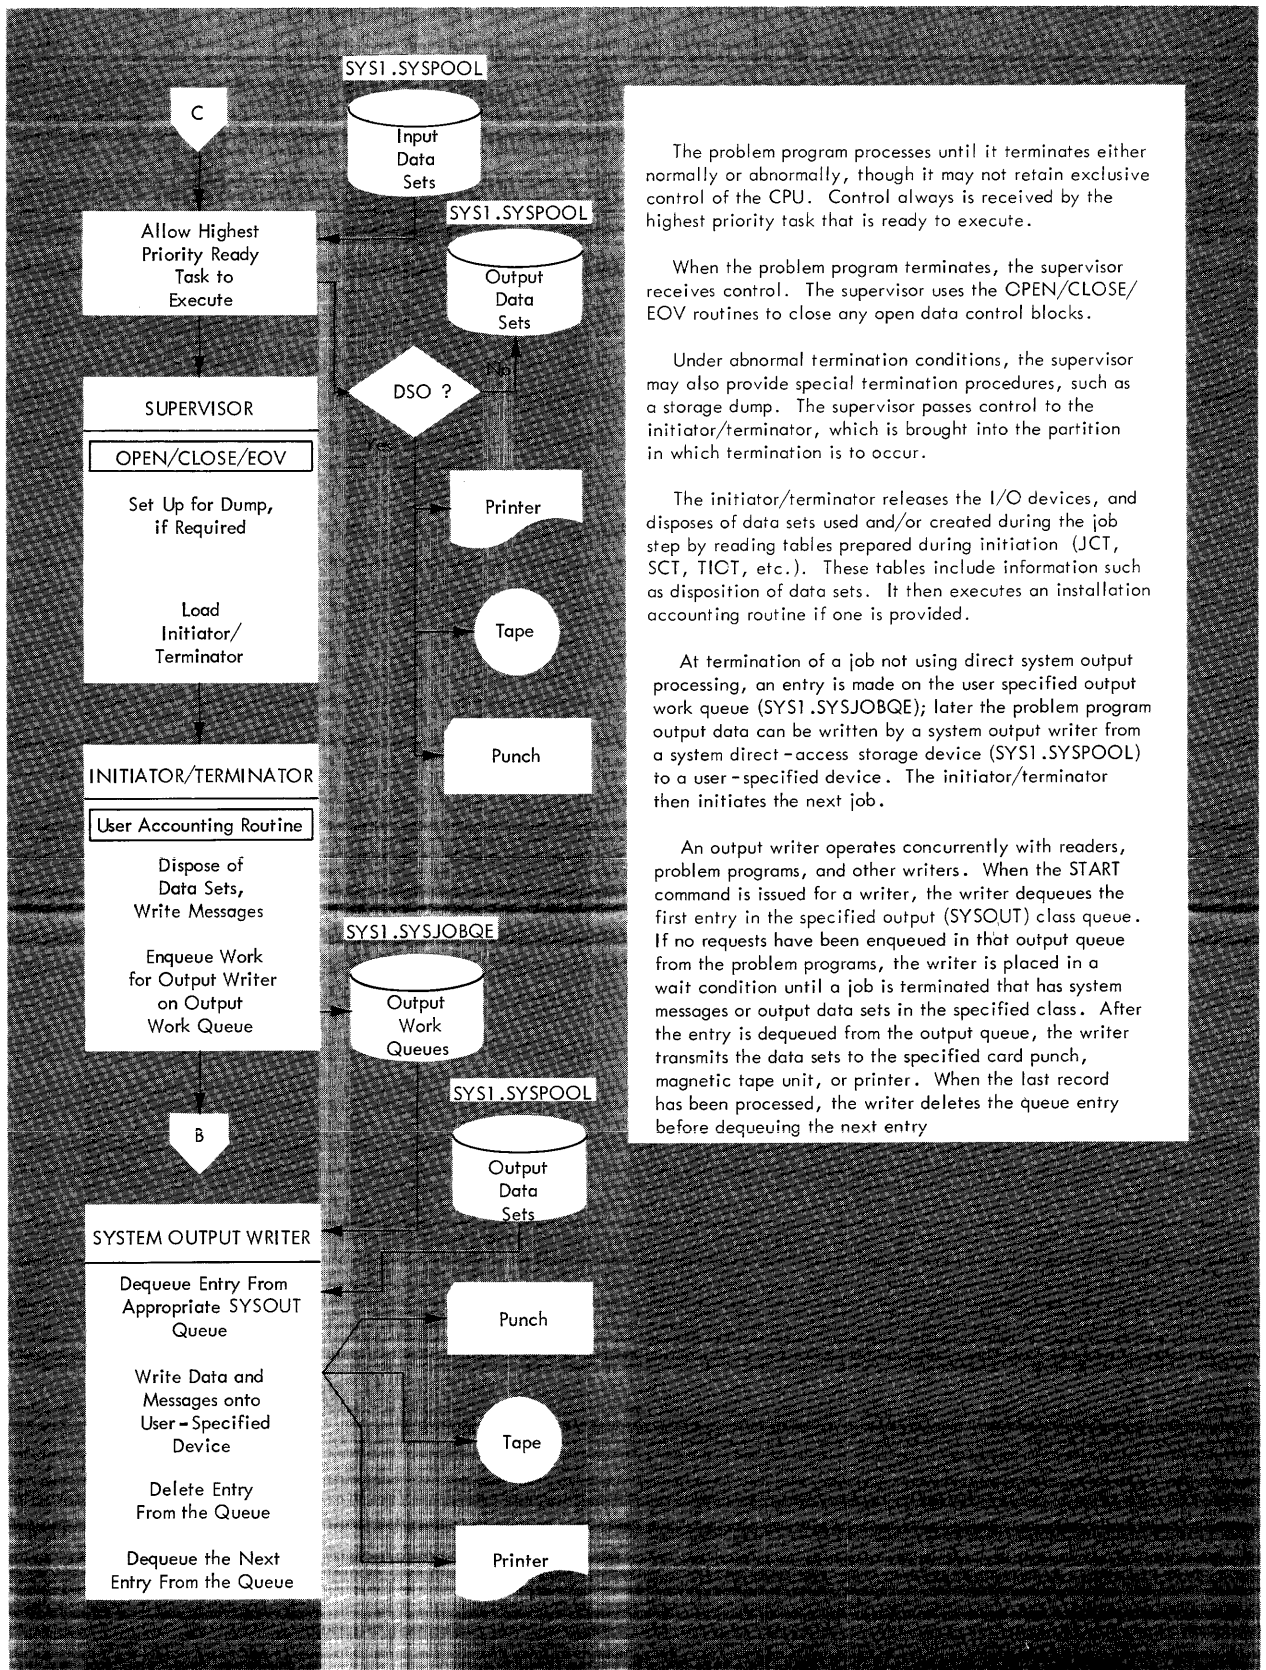 SYS1.SYSPOOL
C
Input
Data
Sets
SYS1.SYSPOOL
Allow Highest
Priority Ready
Task to
Execute
Output
Data
Sets
No
DSO ?
Yes
SUPERVISOR
OPEN/CLOSE/EOV
Set Up for Dump,
if Required
Load
Initiator/
Terminator
Printer
Tape
Punch
INITIATOR/TERMINATOR
User Accounting Routine
Dispose of
Data Sets,
Write Messages
Enqueue Work
for Output Writer
on Output
Work Queue
SYS1.SYSJOBQE
Output
Work
Queues
B
SYS1.SYSPOOL
Output
Data
Sets
SYSTEM OUTPUT WRITER
Dequeue Entry From
Appropriate SYSOUT
Queue
Write Data and
Messages onto
User-Specified
Device
Delete Entry
From the Queue
Dequeue the Next
Entry From the Queue
Punch
Tape
Printer
The problem program processes until it terminates either
normally or abnormally, though it may not retain exclusive
control of the CPU. Control always is received by the
highest priority task that is ready to execute.
When the problem program terminates, the supervisor
receives control. The supervisor uses the OPEN/CLOSE/
EOV routines to close any open data control blocks.
Under abnormal termination conditions, the supervisor
may also provide special termination procedures, such as
a storage dump. The supervisor passes control to the
initiator/terminator, which is brought into the partition
in which termination is to occur.
The initiator/terminator releases the I/O devices, and
disposes of data sets used and/or created during the job
step by reading tables prepared during initiation (JCT,
SCT, TICT, etc.). These tables include information such
as disposition of data sets. It then executes an installation
accounting routine if one is provided.
At termination of a job not using direct system output
processing, an entry is made on the user specified output
work queue (SYS1.SYSJOBQE); later the problem program
output data can be written by a system output writer from
a system direct-access storage device (SYS1.SYSPOOL)
to a user-specified device. The initiator/terminator
then initiates the next job.
An output writer operates concurrently with readers,
problem programs, and other writers. When the START
command is issued for a writer, the writer dequeues the
first entry in the specified output (SYSOUT) class queue.
If no requests have been enqueued in that output queue
from the problem programs, the writer is placed in a
wait condition until a job is terminated that has system
messages or output data sets in the specified class. After
the entry is dequeued from the output queue, the writer
transmits the data sets to the specified card punch,
magnetic tape unit, or printer. When the last record
has been processed, the writer deletes the queue entry
before dequeuing the next entry